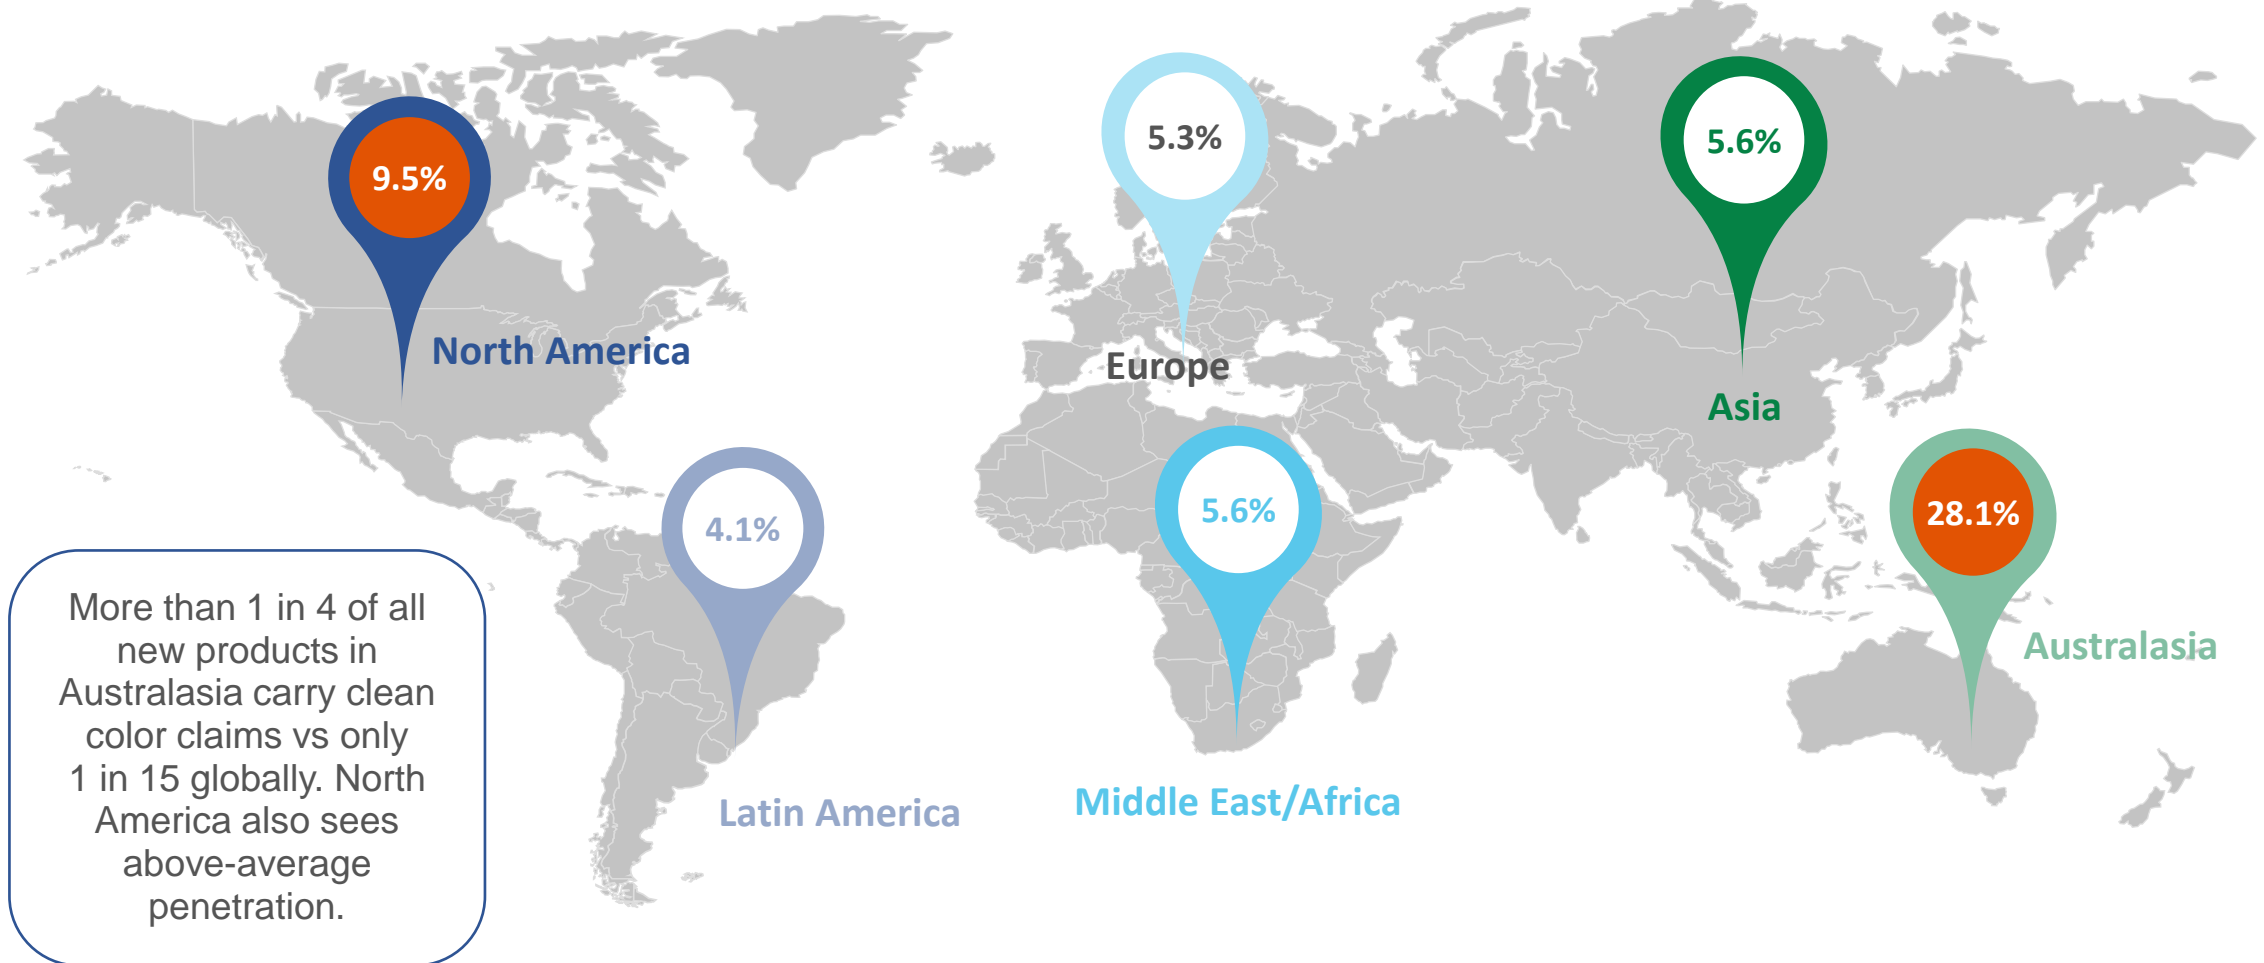 5.3%
5.6%
9.5%
North America
Europe
Asia
4.1%
5.6%
28.1%
More than 1 in 4 of all
new products in
Australasia carry clean
color claims vs only
1 in 15 globally. North
America also sees
above-average
penetration.
Australasia
Latin America
Middle East/Africa